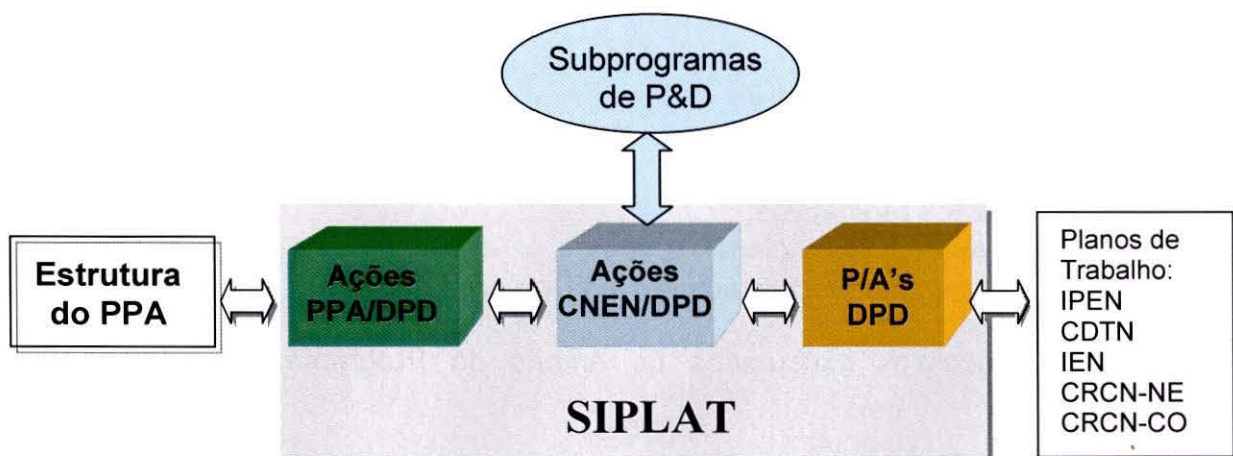 Subprogramas
de P&D
Estrutura
do PPA
Ações
PPA/DPD
Ações
CNEN/DPD
P/A's
DPD
Planos de
Trabalho:
IPEN
CDTN
IEN
CRCN-NE
CRCN-CO
SIPLAT